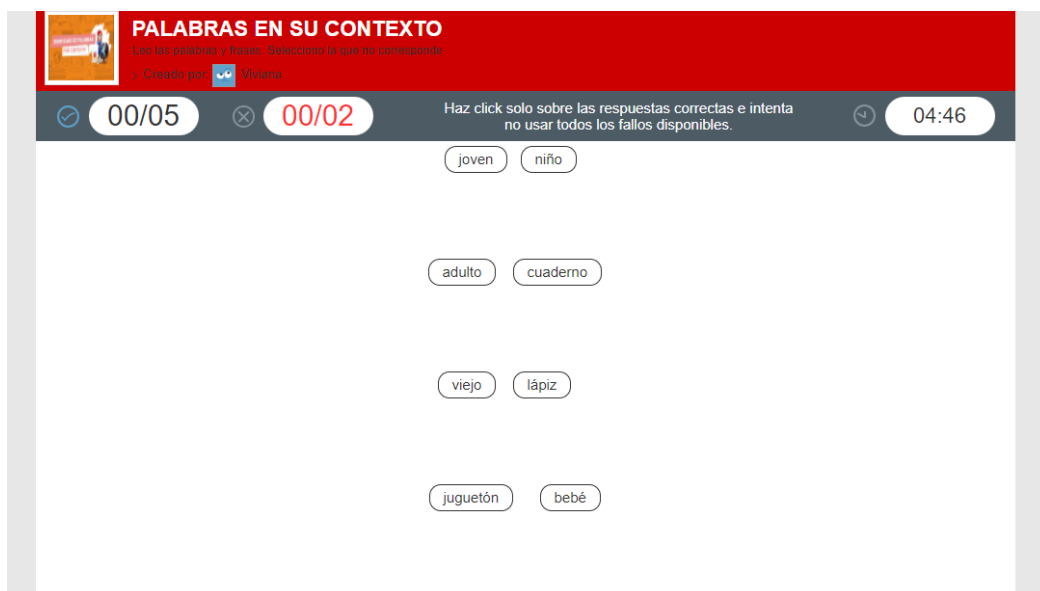 PALABRAS EN SU CONTEXTO
Leo las palabras y frases. Selecciono la que no corresponde
Creado por: Viviana
00/05
00/02
Haz click solo sobre las respuestas correctas e intenta
no usar todos los fallos disponibles.
04:46
joven niño
adulto cuaderno
viejo lápiz
juguetón bebé